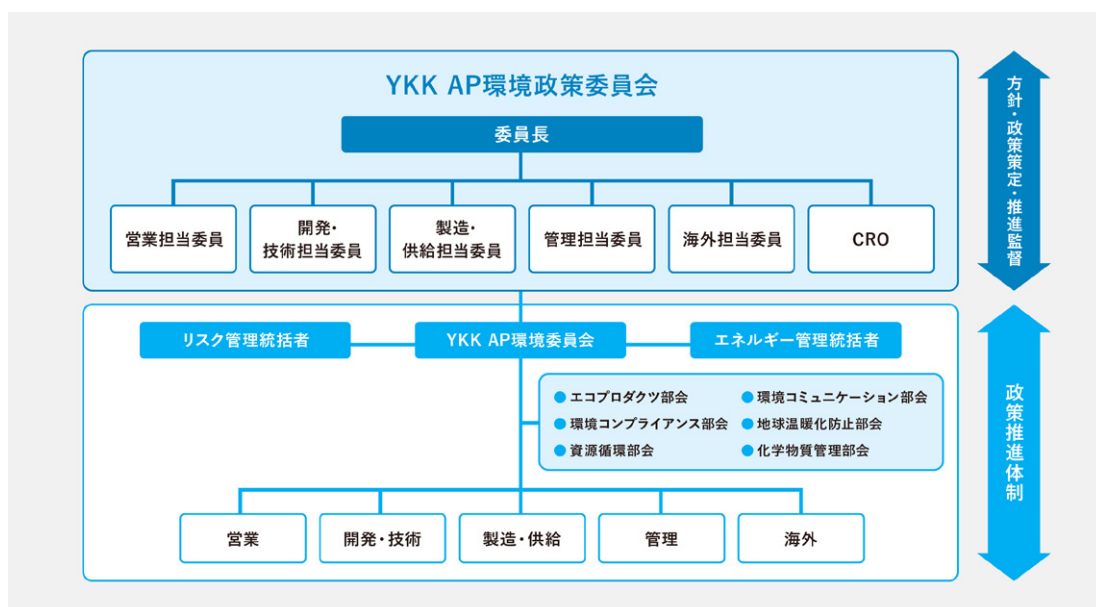 YKK AP環境政策委員会
委員長
営業担当委員
開発・
技術担当委員
製造・
供給担当委員
管理担当委員
海外担当委員
CRO
方針・政策策定・推進監督
リスク管理統括者
YKK AP環境委員会
エネルギー管理統括者
エコプロダクツ部会
環境コミュニケーション部会
環境コンプライアンス部会
地球温暖化防止部会
資源循環部会
化学物質管理部会
営業
開発・技術
製造・供給
管理
海外
政策推進体制